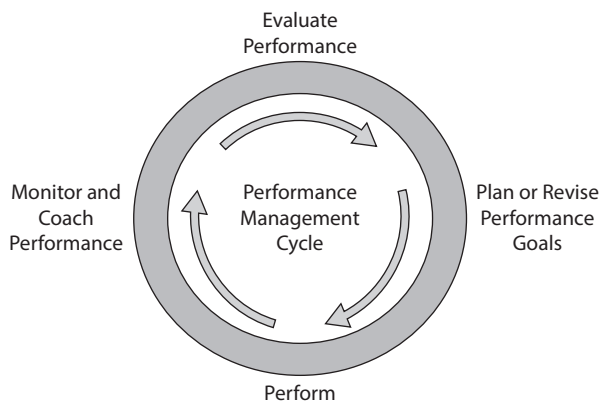 Evaluate
Performance
Monitor and
Coach
Performance
Performance
Management
Cycle
Plan or Revise
Performance
Goals
Perform